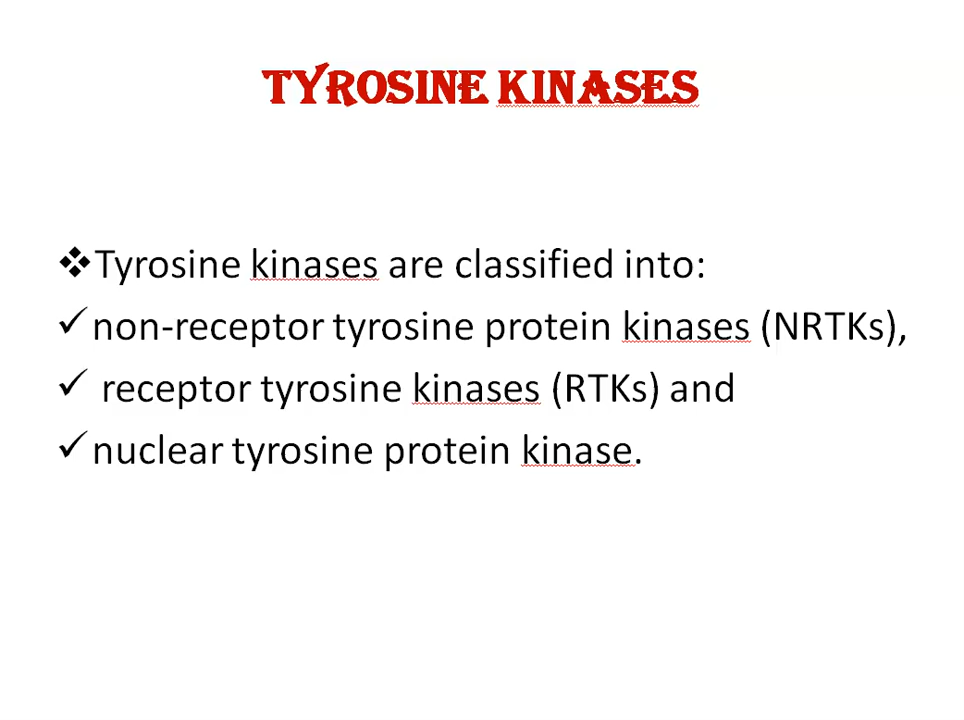 TYROSINE KINASES
❖Tyrosine kinases are classified into:
✓non-receptor tyrosine protein kinases (NRTKs),
✓ receptor tyrosine kinases (RTKs) and
✓nuclear tyrosine protein kinase.